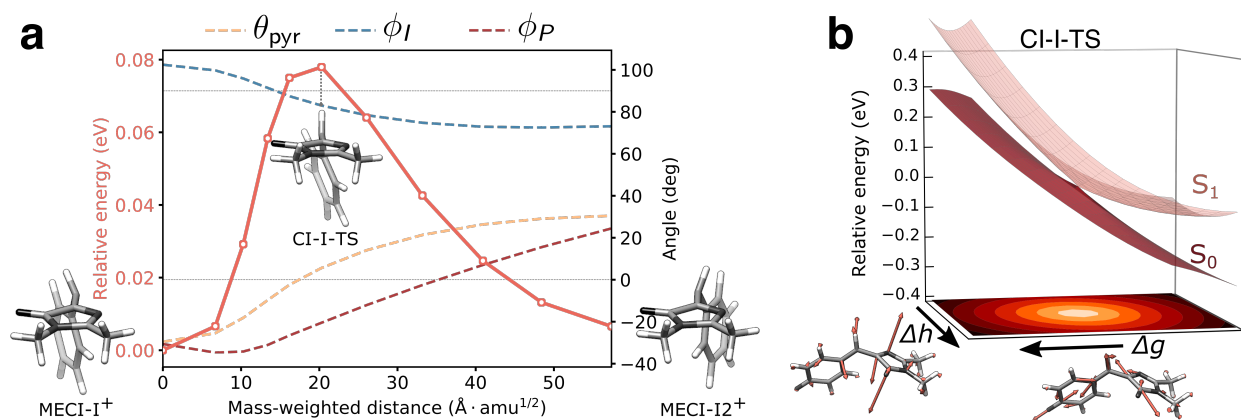 a
θpyr ϕI ϕP
0.08
0.06
0.04
0.02
0.00
Relative energy (eV)
100
80
60
40
20
0
−20
−40
Angle (deg)
CI-I-TS
MECI-I+
MECI-I2+
0 10 20 30 40 50
Mass-weighted distance (Å · amu1/2)
b
CI-I-TS
0.4
0.3
0.2
0.1
0.0
−0.1
−0.2
−0.3
−0.4
Relative energy (eV)
S1
S0
Δh
Δg